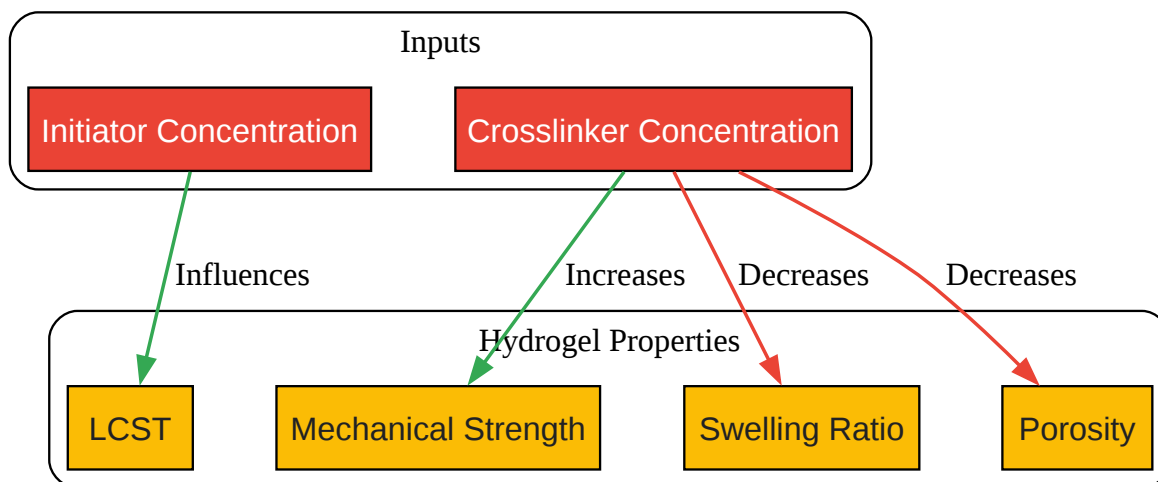 Inputs
Initiator Concentration
Crosslinker Concentration
Influences
Increases
Decreases
Decreases
Hydrogel Properties
LCST
Mechanical Strength
Swelling Ratio
Porosity